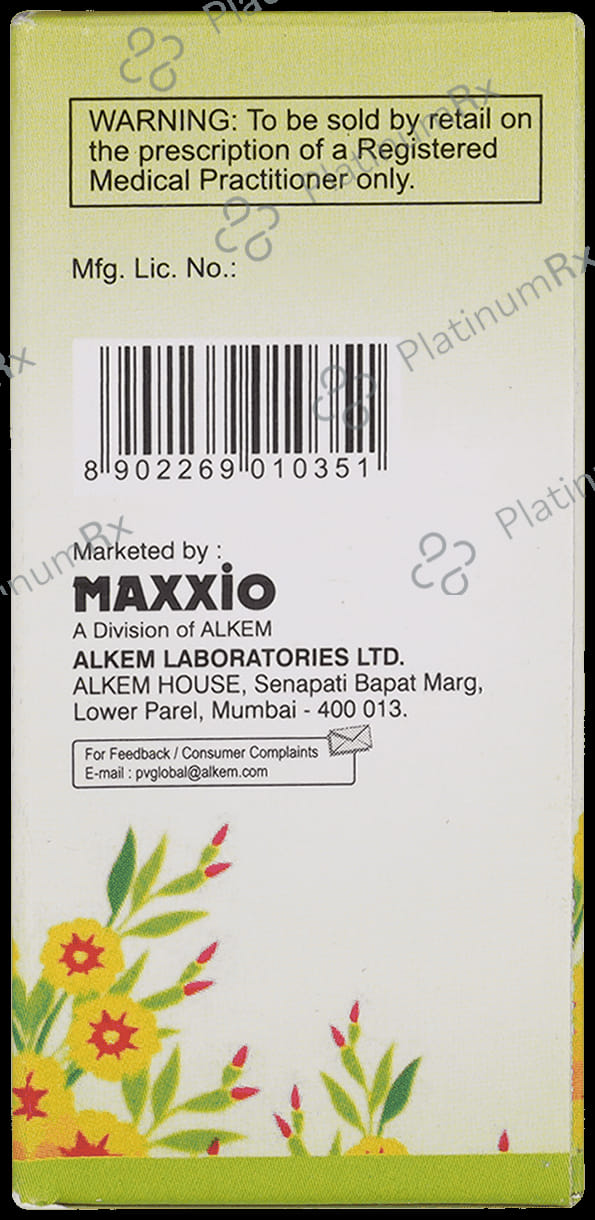 PlatinumRx
WARNING: To be sold by retail on
the prescription of a Registered
Medical Practitioner only.
PlatinumRx
Mfg. Lic. No.:
PlatinumRx
8 902269 010351
Marketed by :
MAXXiO
A Division of ALKEM
ALKEM LABORATORIES LTD.
ALKEM HOUSE, Senapati Bapat Marg,
Lower Parel, Mumbai - 400 013.
For Feedback / Consumer Complaints
E-mail : pvglobal@alkem.com